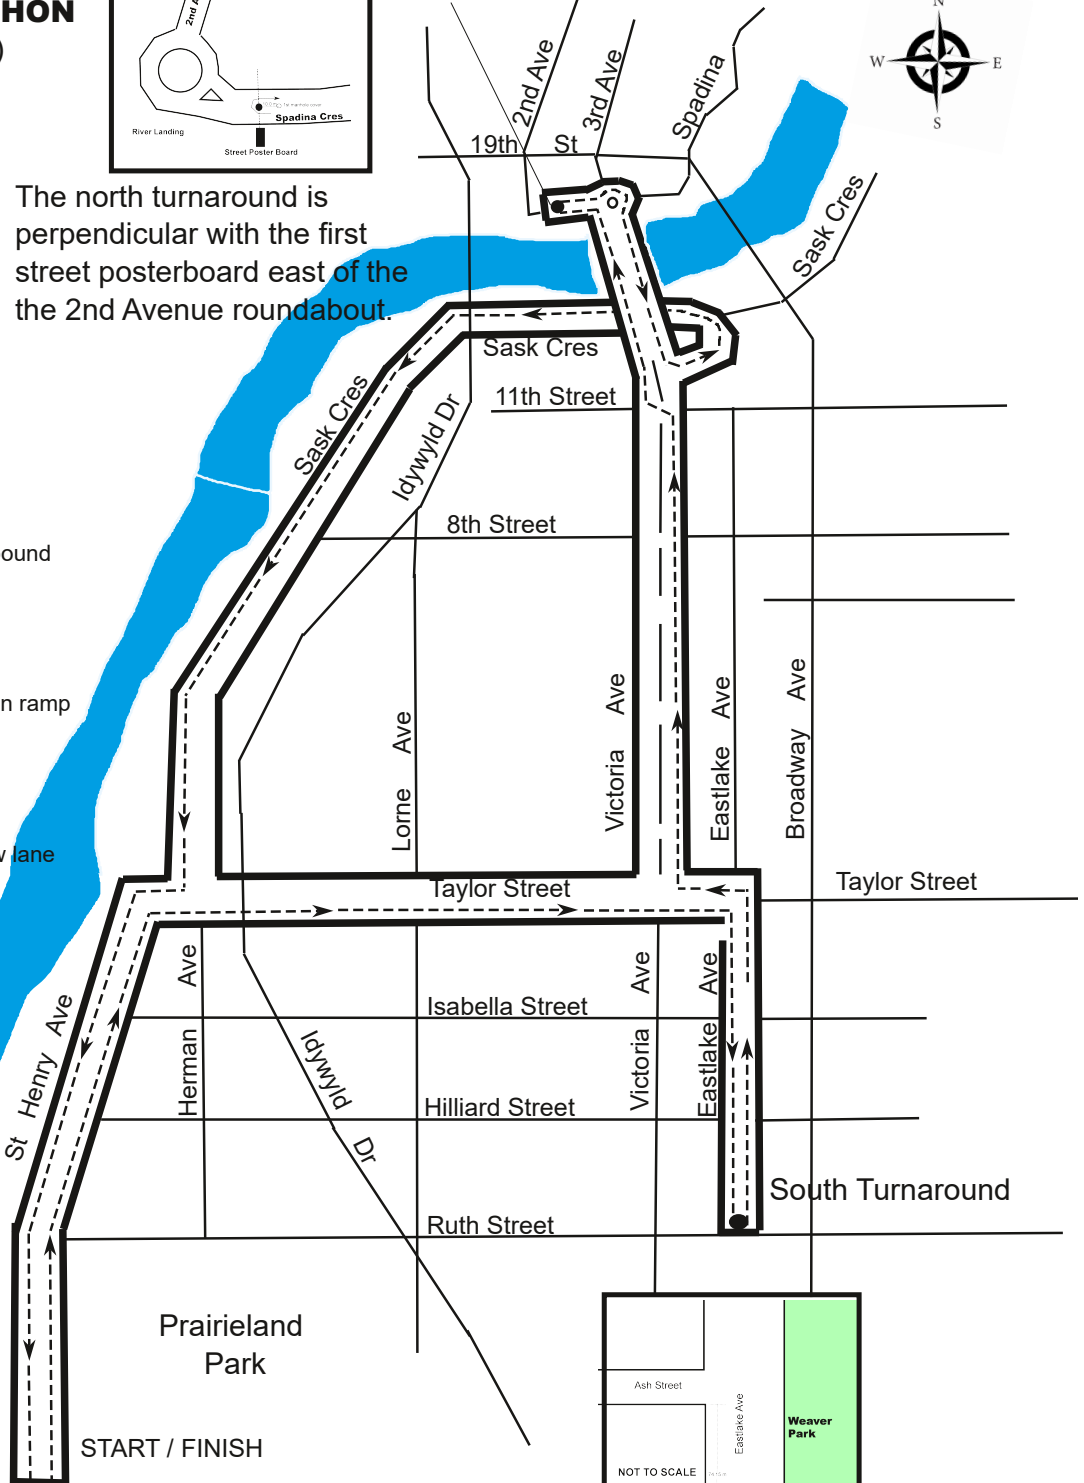 HON
)
2nd A
1st manhole cover
Spadina Cres
River Landing
Street Poster Board
The north turnaround is
perpendicular with the first
street posterboard east of the
the 2nd Avenue roundabout.
N
W
E
S
2nd Ave
3rd Ave
Spadina
19th St
Sask Cres
Sask Cres
Sask Cres
11th Street
Idywyld Dr
8th Street
ound
n ramp
w lane
Lorne Ave
Victoria Ave
Eastlake Ave
Broadway Ave
Taylor Street
Taylor Street
St Henry Ave
Herman Ave
Isabella Street
Victoria Ave
Eastlake Ave
Idywyld Dr
Hilliard Street
South Turnaround
Ruth Street
Prairieland
Park
START / FINISH
Ash Street
Eastlake Ave
Weaver
Park
NOT TO SCALE